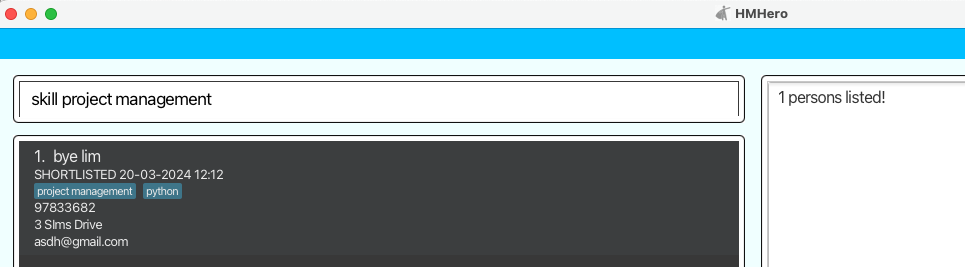 HMHero
skill project management
1 persons listed!
1. bye lim
SHORTLISTED 20-03-2024 12:12
project management python
97833682
3 SIms Drive
asdh@gmail.com